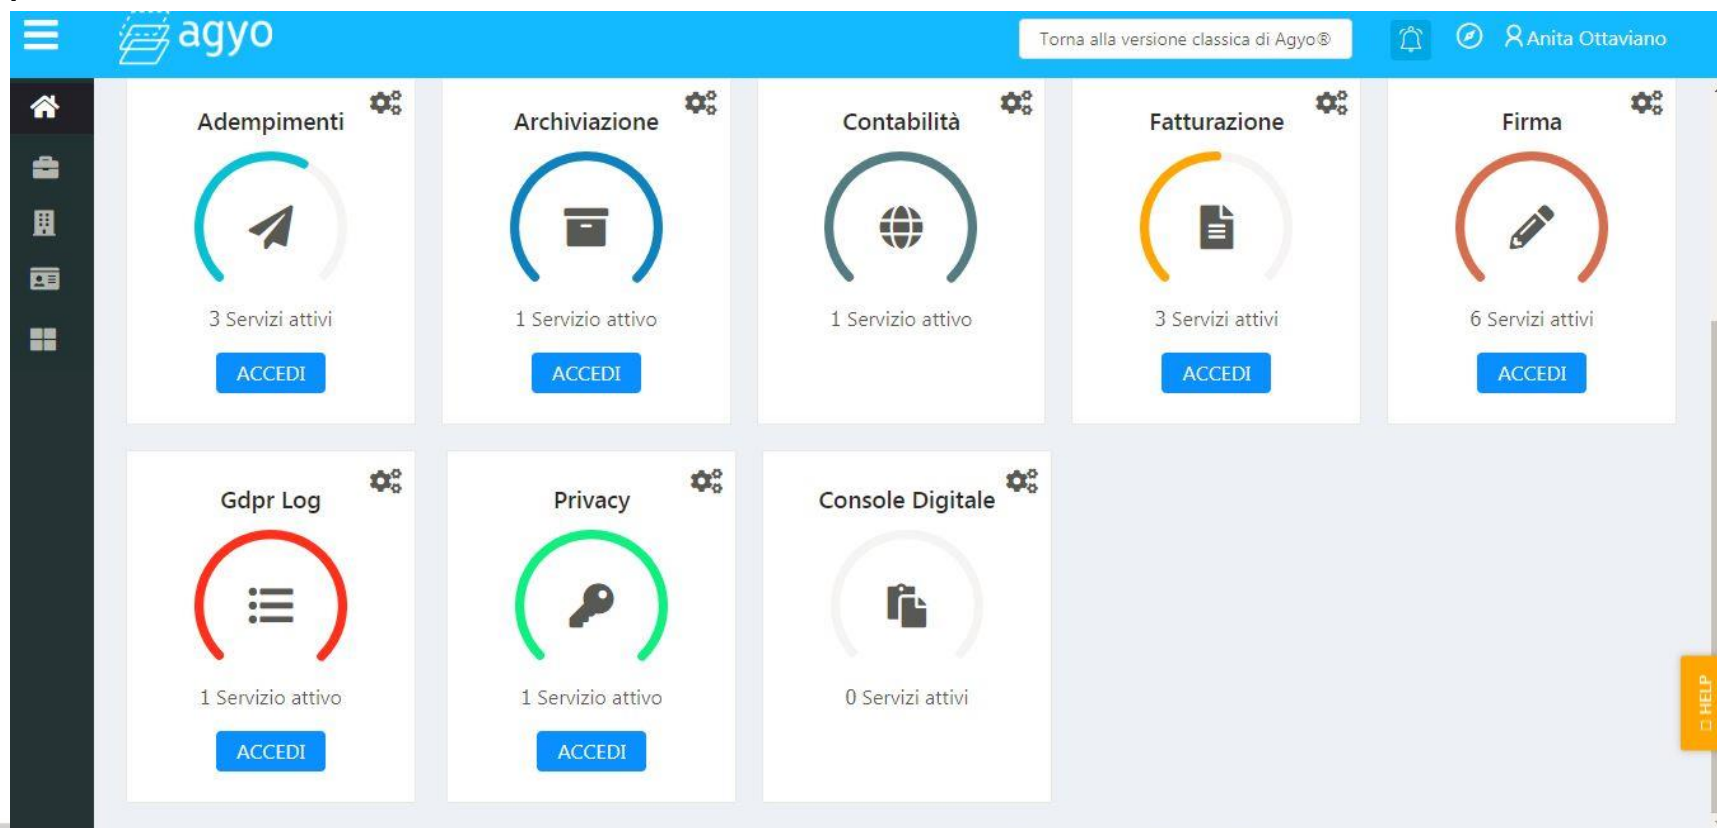 agyo
Torna alla versione classica di Agyo®
Anita Ottaviano
Adempimenti
Archiviazione
Contabilità
Fatturazione
Firma
3 Servizi attivi
1 Servizio attivo
1 Servizio attivo
3 Servizi attivi
6 Servizi attivi
ACCEDI
ACCEDI
ACCEDI
ACCEDI
Gdpr Log
Privacy
Console Digitale
1 Servizio attivo
1 Servizio attivo
0 Servizi attivi
ACCEDI
ACCEDI
HELP